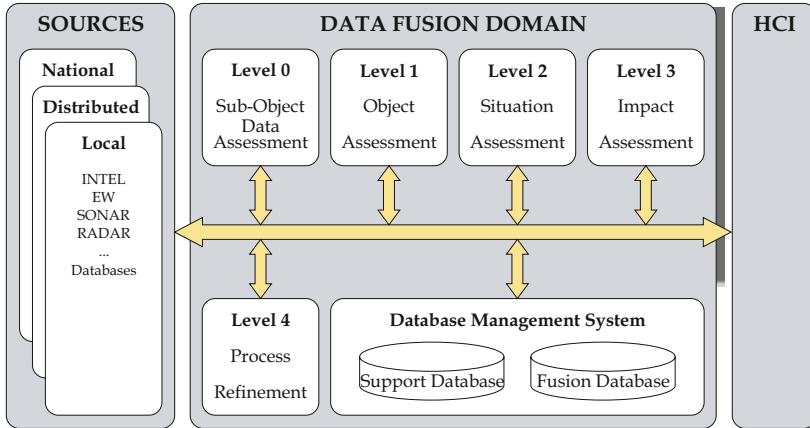 SOURCES
National
Distributed
Local
INTEL
EW
SONAR
RADAR
...
Databases
DATA FUSION DOMAIN
Level 0
Sub-Object
Data
Assessment
Level 1
Object
Assessment
Level 2
Situation
Assessment
Level 3
Impact
Assessment
Level 4
Process
Refinement
Database Management System
Support Database
Fusion Database
HCI